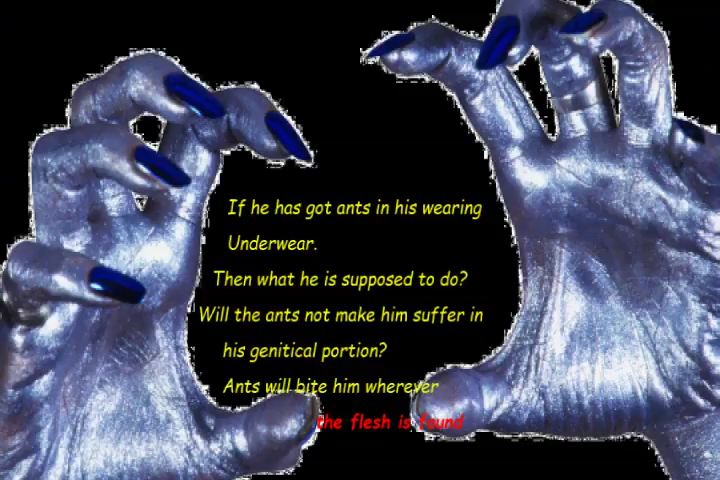 If he has got ants in his wearing
Underwear.
Then what he is supposed to do?
Will the ants not make him suffer in
his genitical portion?
Ants will bite him wherever
the flesh is found